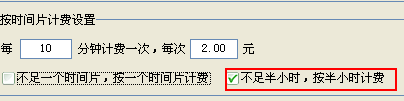 按时间片计费设置
每 10 分钟计费一次，每次 2.00 元
不足一个时间片，按一个时间片计费 不足半小时，按半小时计费